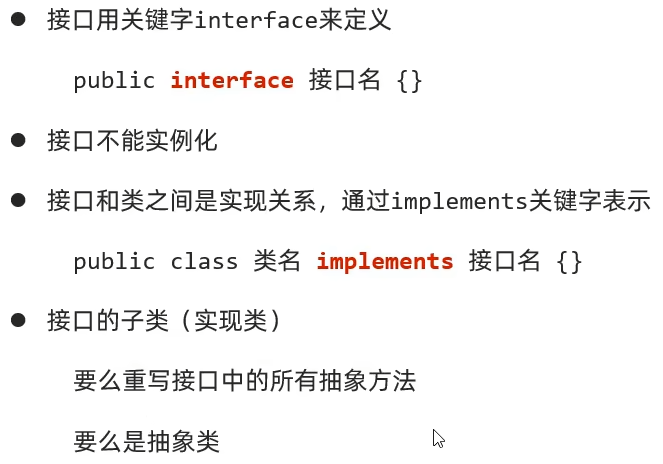 ● 接口用关键字interface来定义
public interface 接口名 {}
● 接口不能实例化
● 接口和类之间是实现关系，通过implements关键字表示
public class 类名 implements 接口名 {}
● 接口的子类（实现类）
要么重写接口中的所有抽象方法
要么是抽象类